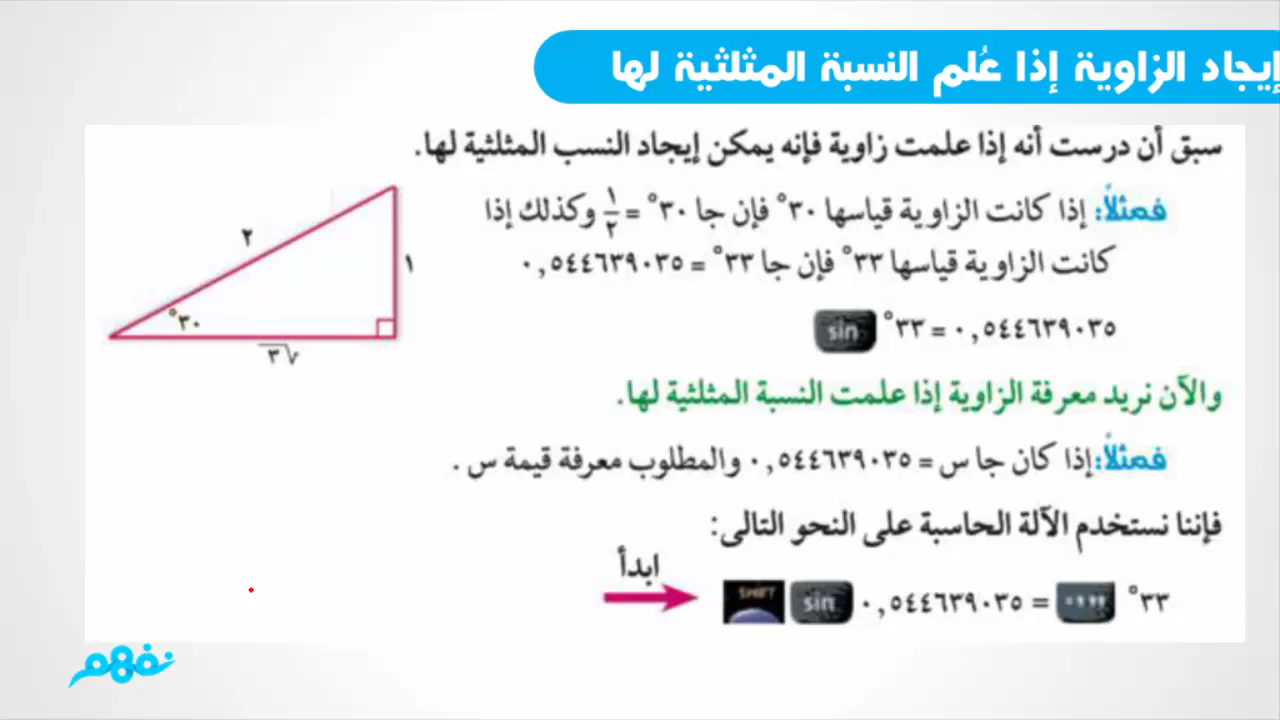 إيجاد الزاوية إذا عُلم النسبة المثلثية لها
سبق أن درست أنه إذا علمت زاوية فإنه يمكن إيجاد النسب المثلثية لها.
فمثلاً: إذا كانت الزاوية قياسها ٣٠° فإن جا ٣٠° = ١/٢ وكذلك إذا
كانت الزاوية قياسها ٣٣° فإن جا ٣٣° = ٠,٥٤٤٦٣٩٠٣٥
sin ٣٣° = ٠,٥٤٤٦٣٩٠٣٥
٢
١
٣٠°
√٣
والآن نريد معرفة الزاوية إذا علمت النسبة المثلثية لها.
فمثلاً: إذا كان جا س = ٠,٥٤٤٦٣٩٠٣٥ والمطلوب معرفة قيمة س .
فإننا نستخدم الآلة الحاسبة على النحو التالى:
ابدأ
SHIFT sin ٠,٥٤٤٦٣٩٠٣٥ = °’’’ ٣٣°
نفهم